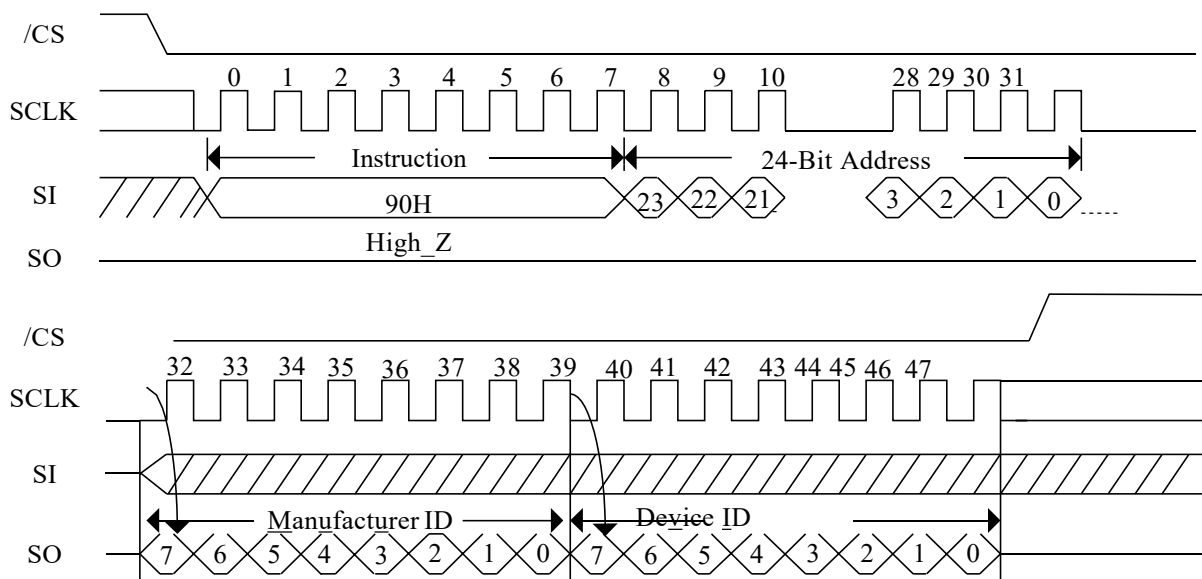 /CS
0 1 2 3 4 5 6 7 8 9 10 28 29 30 31
SCLK
Instruction 24-Bit Address
SI 90H 23 22 21 3 2 1 0
High_Z
SO
/CS
32 33 34 35 36 37 38 39 40 41 42 43 44 45 46 47
SCLK
SI
Manufacturer ID Device ID
SO 7 6 5 4 3 2 1 0 7 6 5 4 3 2 1 0